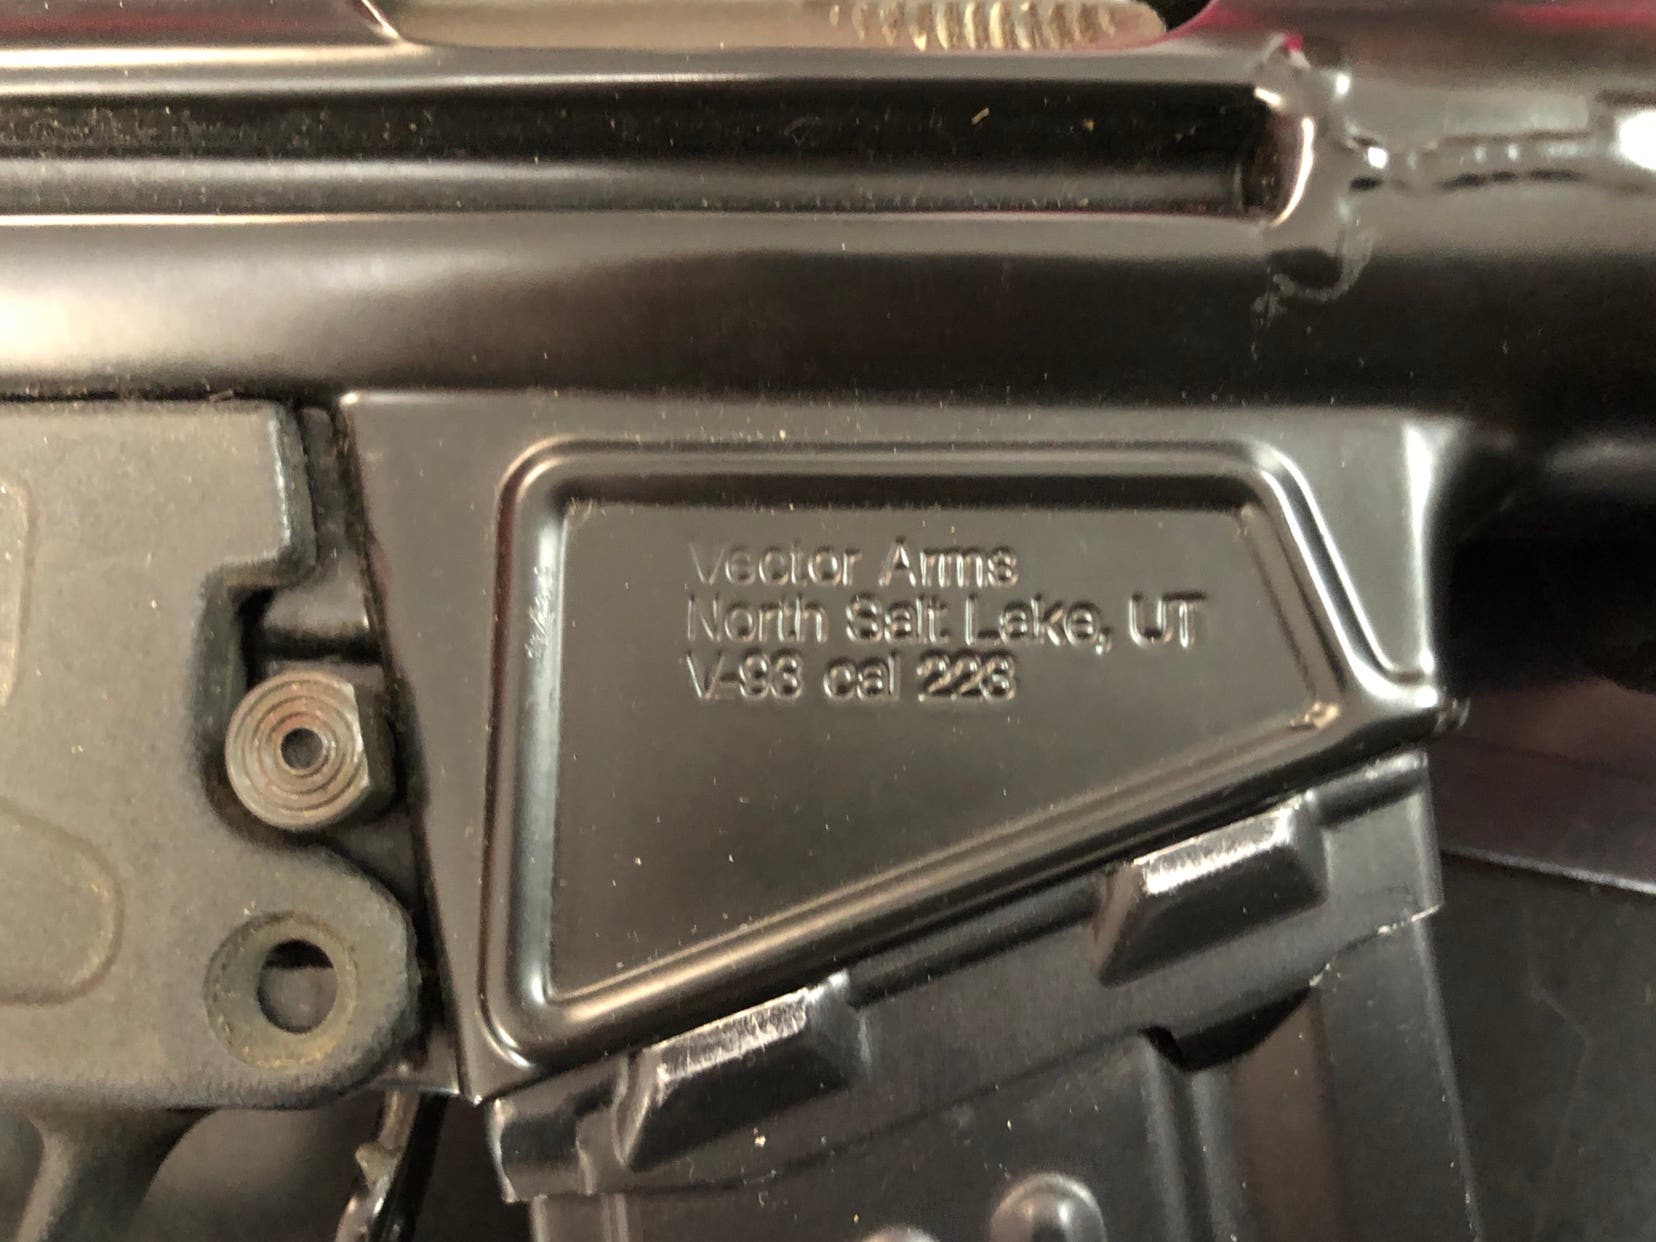 Vector Arms
North Salt Lake, UT
V-93 cal 223